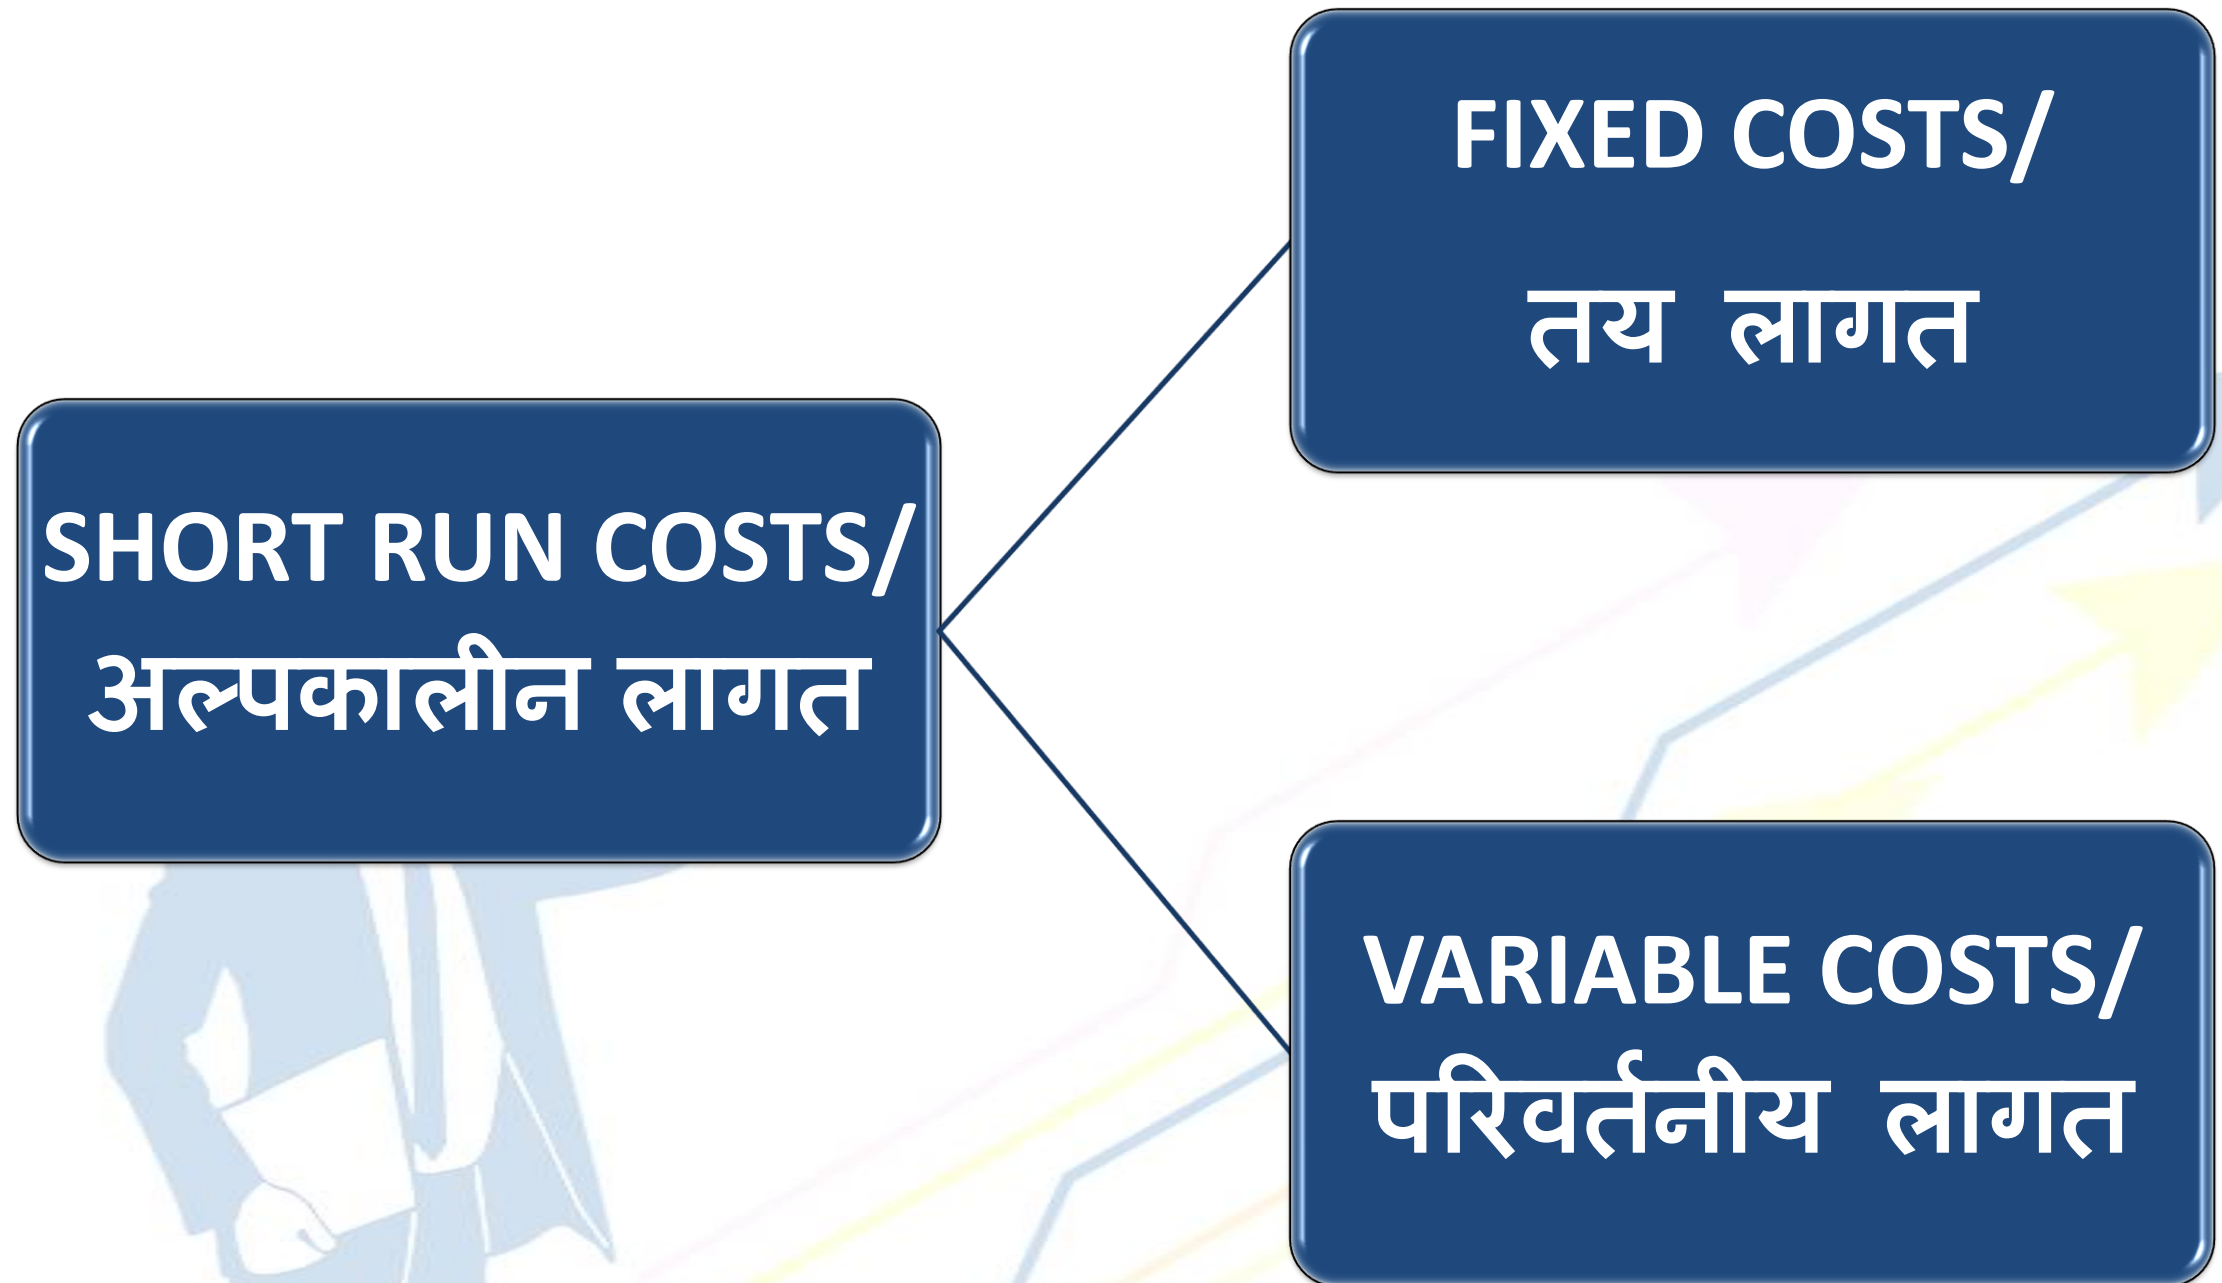 SHORT RUN COSTS/
अल्पकालीन लागत
FIXED COSTS/
तय लागत
VARIABLE COSTS/
परिवर्तनीय लागत